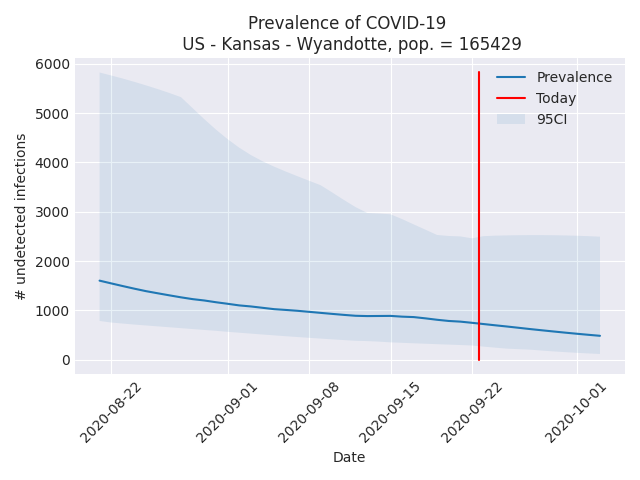 Prevalence of COVID-19
US - Kansas - Wyandotte, pop. = 165429
Prevalence
Today
95CI
# undetected infections
6000
5000
4000
3000
2000
1000
0
2020-08-22
2020-09-01
2020-09-08
2020-09-15
2020-09-22
2020-10-01
Date